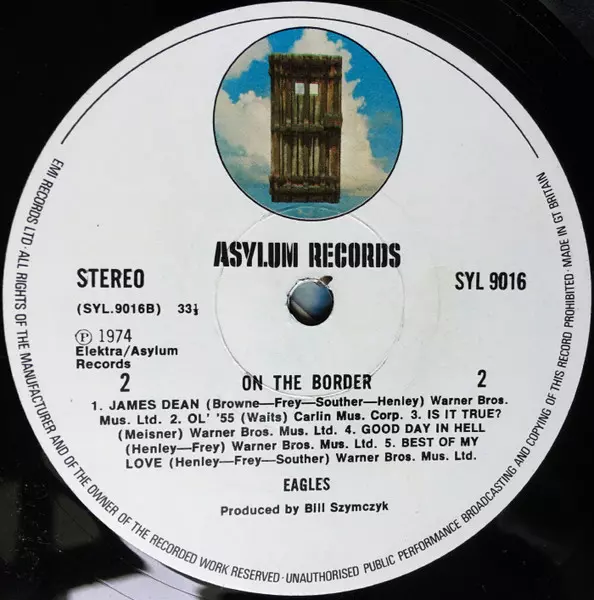 ASYLUM RECORDS
STEREO
SYL 9016
(SYL.9016B) 33⅓
Ⓟ 1974
Elektra/Asylum
Records
2 ON THE BORDER 2
1. JAMES DEAN (Browne—Frey—Souther—Henley) Warner Bros.
Mus. Ltd. 2. OL' '55 (Waits) Carlin Mus. Corp. 3. IS IT TRUE?
(Meisner) Warner Bros. Mus. Ltd. 4. GOOD DAY IN HELL
(Henley—Frey) Warner Bros. Mus. Ltd. 5. BEST OF MY
LOVE (Henley—Frey—Souther) Warner Bros. Mus. Ltd.
EAGLES
Produced by Bill Szymczyk
EMI RECORDS LTD · ALL RIGHTS OF THE MANUFACTURER AND OF THE OWNER OF THE RECORDED WORK RESERVED · UNAUTHORISED PUBLIC PERFORMANCE BROADCASTING AND COPYING OF THIS RECORD PROHIBITED · MADE IN GT BRITAIN